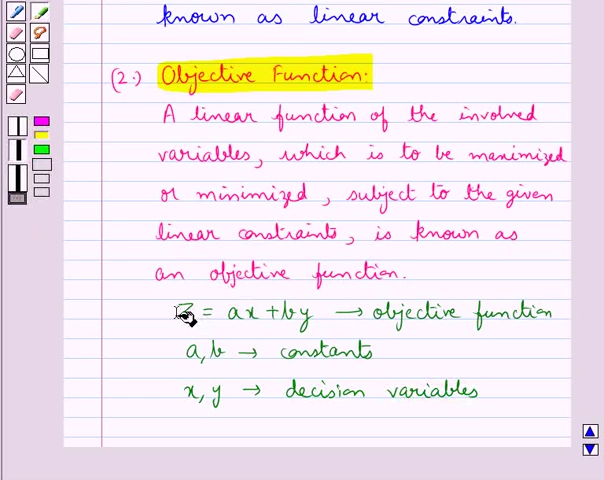 known as linear constraints.
(2.) Objective Function:
A linear function of the involved
variables, which is to be maximized
or minimized, subject to the given
linear constraints, is known as
an objective function.
Z = ax + by → objective function
a, b → constants
x, y → decision variables